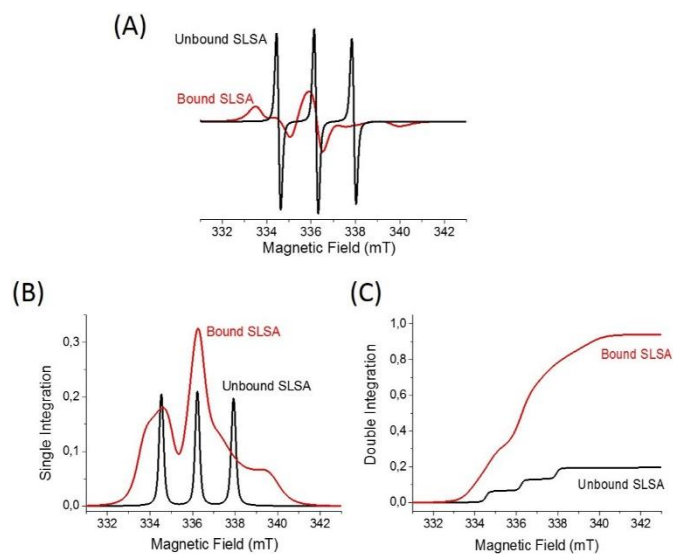 (A)
Unbound SLSA
Bound SLSA
332 334 336 338 340 342
Magnetic Field (mT)
(B)
Bound SLSA
Unbound SLSA
Single Integration
0,3
0,2
0,1
0,0
332 334 336 338 340 342
Magnetic Field (mT)
(C)
Bound SLSA
Unbound SLSA
Double Integration
1,0
0,8
0,6
0,4
0,2
0,0
332 334 336 338 340 342
Magnetic Field (mT)